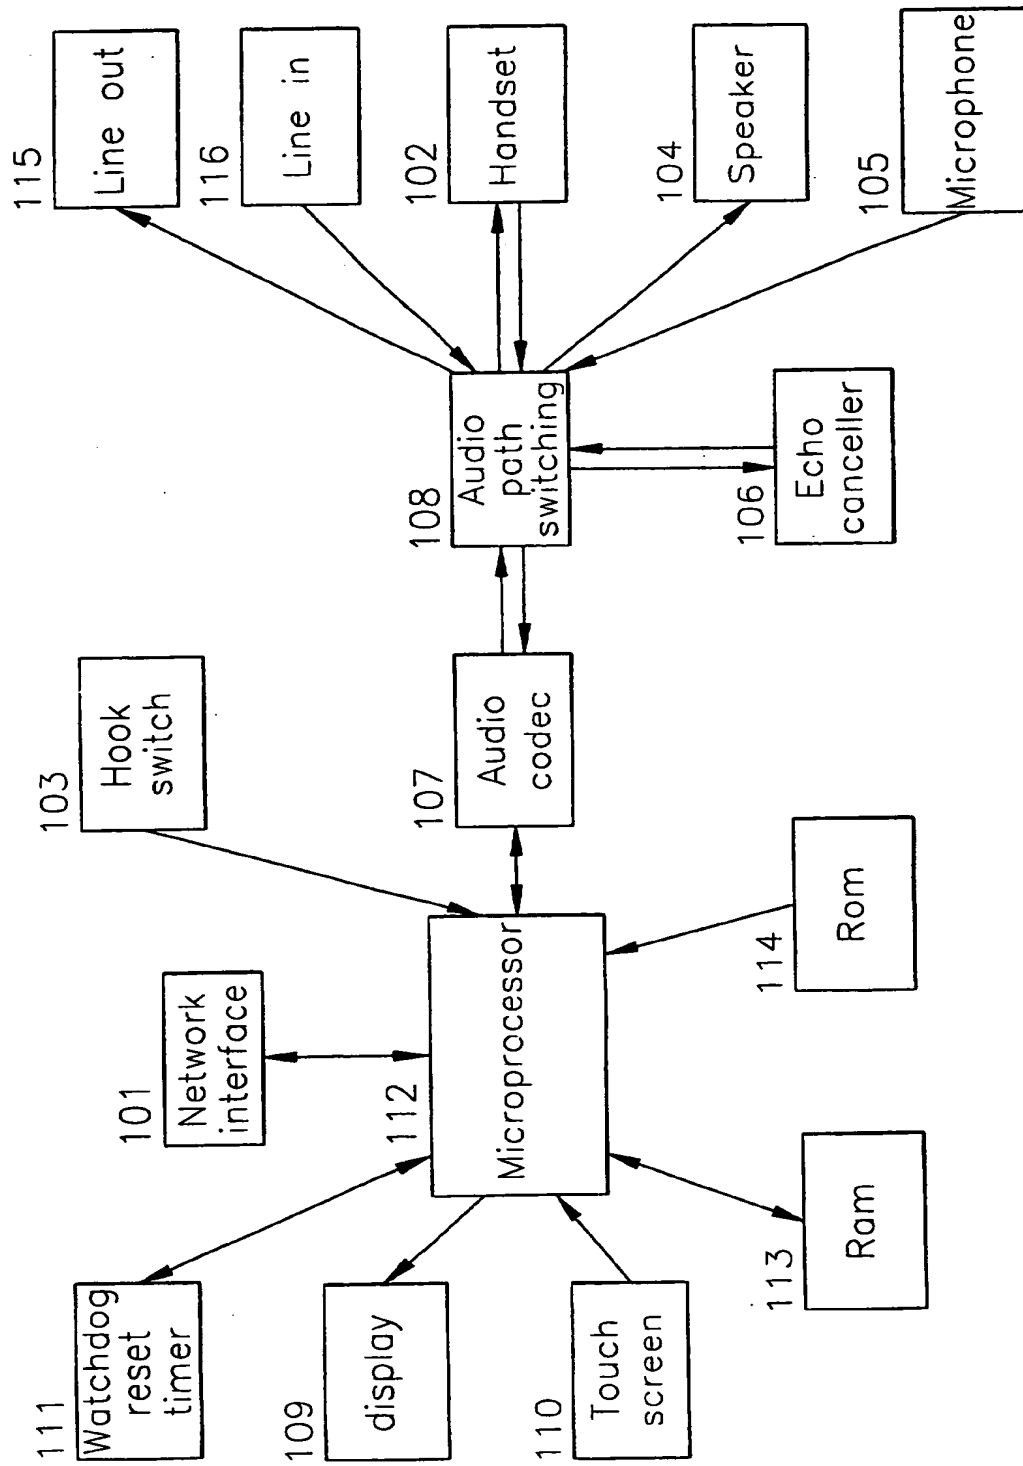 111
Watchdog
reset
timer
101
Network
interface
103
Hook
switch
115
Line out
116
Line in
109
display
112
Microprocessor
107
Audio
codec
108
Audio
path
switching
102
Handset
110
Touch
screen
104
Speaker
113
Ram
114
Rom
106
Echo
canceller
105
Microphone